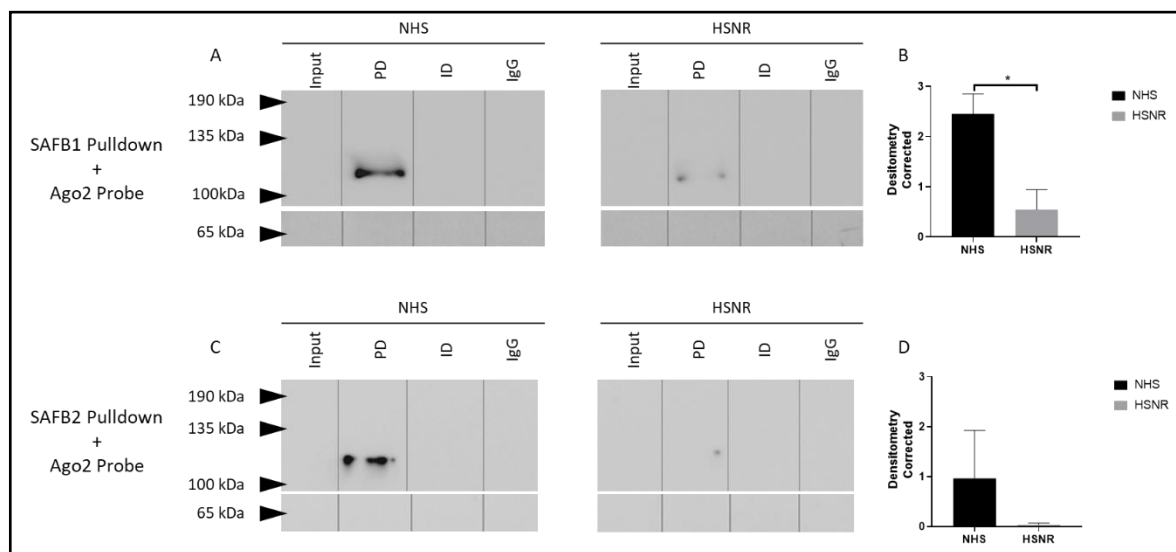 A
NHS
Input PD ID IgG
HSNR
Input PD ID IgG
190 kDa
135 kDa
100kDa
65 kDa
SAFB1 Pulldown
+
Ago2 Probe
B
Desitometry
Corrected
3
2
1
0
*
NHS HSNR
NHS
HSNR
C
NHS
Input PD ID IgG
HSNR
Input PD ID IgG
190 kDa
135 kDa
100 kDa
65 kDa
SAFB2 Pulldown
+
Ago2 Probe
D
Densitometry
Corrected
3
2
1
0
NHS HSNR
NHS
HSNR